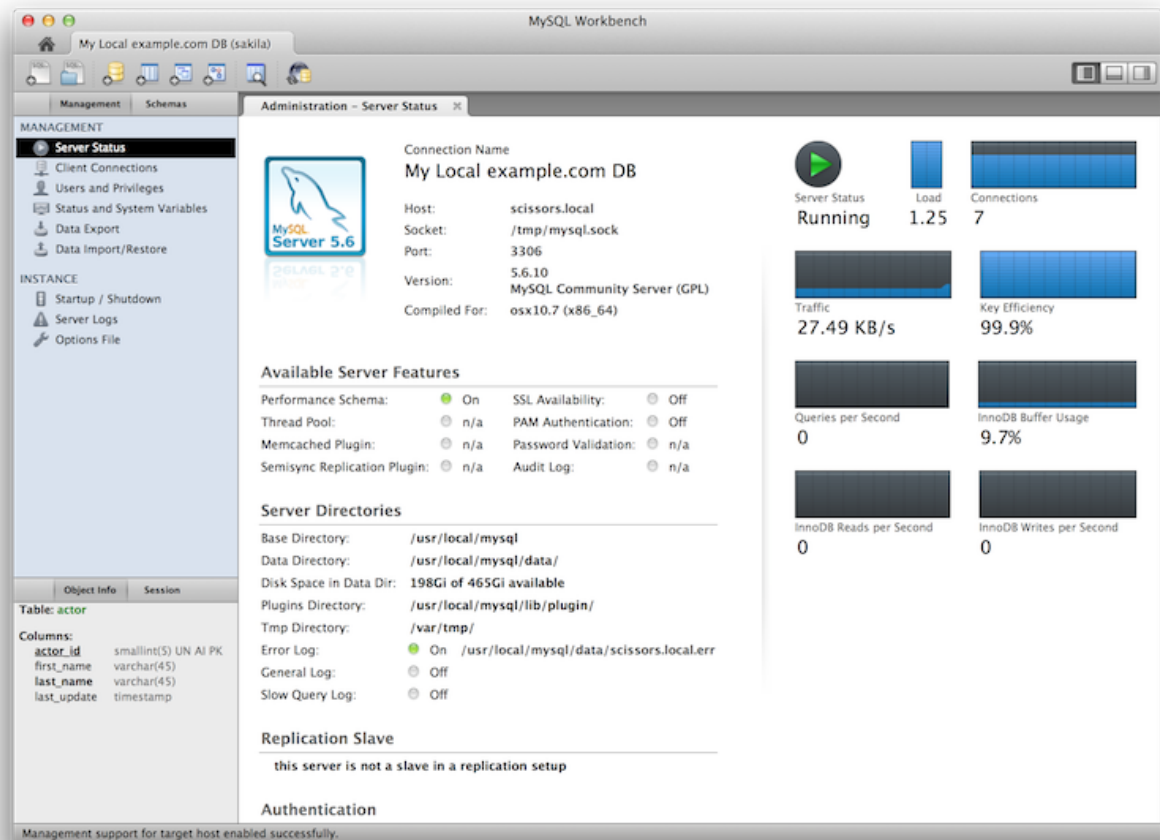 MySQL Workbench
My Local example.com DB (sakila)
Management Schemas
MANAGEMENT
Server Status
Client Connections
Users and Privileges
Status and System Variables
Data Export
Data Import/Restore
INSTANCE
Startup / Shutdown
Server Logs
Options File
Object Info Session
Table: actor
Columns:
actor_id smallint(5) UN AI PK
first_name varchar(45)
last_name varchar(45)
last_update timestamp
Administration - Server Status
MySQL
Server 5.6
Connection Name
My Local example.com DB
Host: scissors.local
Socket: /tmp/mysql.sock
Port: 3306
Version: 5.6.10
MySQL Community Server (GPL)
Compiled For: osx10.7 (x86_64)
Available Server Features
Performance Schema: On SSL Availability: Off
Thread Pool: n/a PAM Authentication: Off
Memcached Plugin: n/a Password Validation: n/a
Semisync Replication Plugin: n/a Audit Log: n/a
Server Directories
Base Directory: /usr/local/mysql
Data Directory: /usr/local/mysql/data/
Disk Space in Data Dir: 198Gi of 465Gi available
Plugins Directory: /usr/local/mysql/lib/plugin/
Tmp Directory: /var/tmp/
Error Log: On /usr/local/mysql/data/scissors.local.err
General Log: Off
Slow Query Log: Off
Replication Slave
this server is not a slave in a replication setup
Authentication
Server Status Load Connections
Running 1.25 7
Traffic Key Efficiency
27.49 KB/s 99.9%
Queries per Second InnoDB Buffer Usage
0 9.7%
InnoDB Reads per Second InnoDB Writes per Second
0 0
Management support for target host enabled successfully.